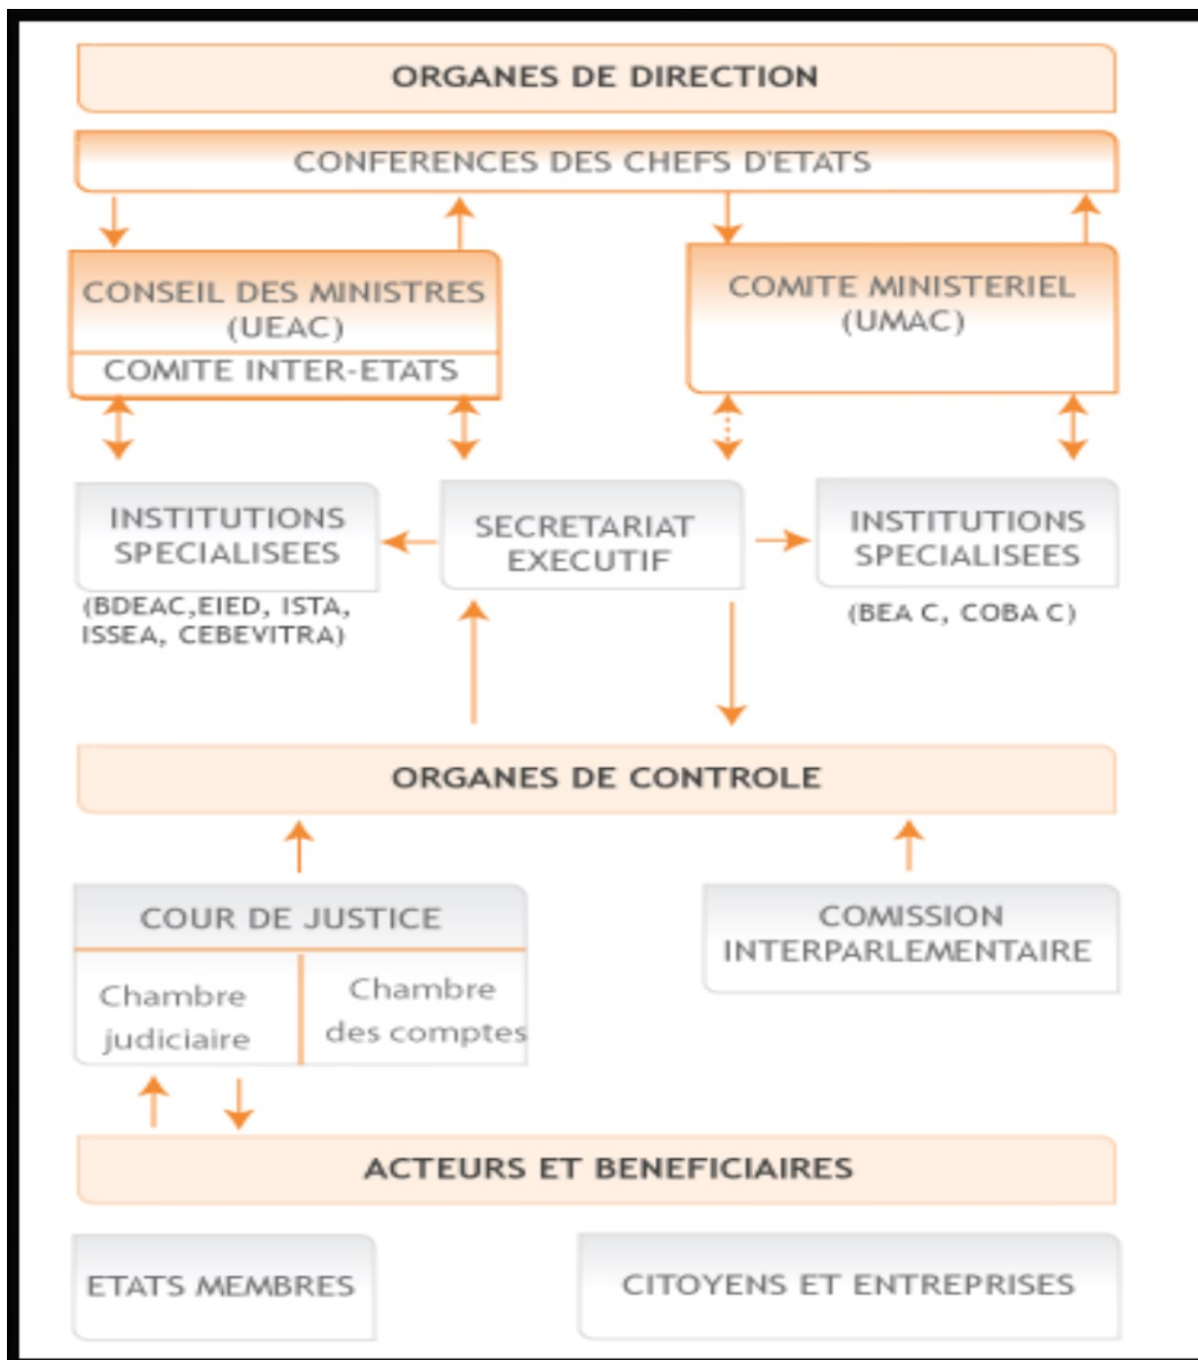 ORGANES DE DIRECTION
CONFERENCES DES CHEFS D'ETATS
CONSEIL DES MINISTRES
(UEAC)
COMITE INTER-ETATS
COMITE MINISTERIEL
(UMAC)
INSTITUTIONS
SPECIALISEES
(BDEAC,EIED, ISTA,
ISSEA, CEBEVITRA)
SECRETARIAT
EXECUTIF
INSTITUTIONS
SPECIALISEES
(BEA C, COBA C)
ORGANES DE CONTROLE
COUR DE JUSTICE
Chambre
judiciaire
Chambre
des comptes
COMISSION
INTERPARLEMENTAIRE
ACTEURS ET BENEFICIAIRES
ETATS MEMBRES
CITOYENS ET ENTREPRISES